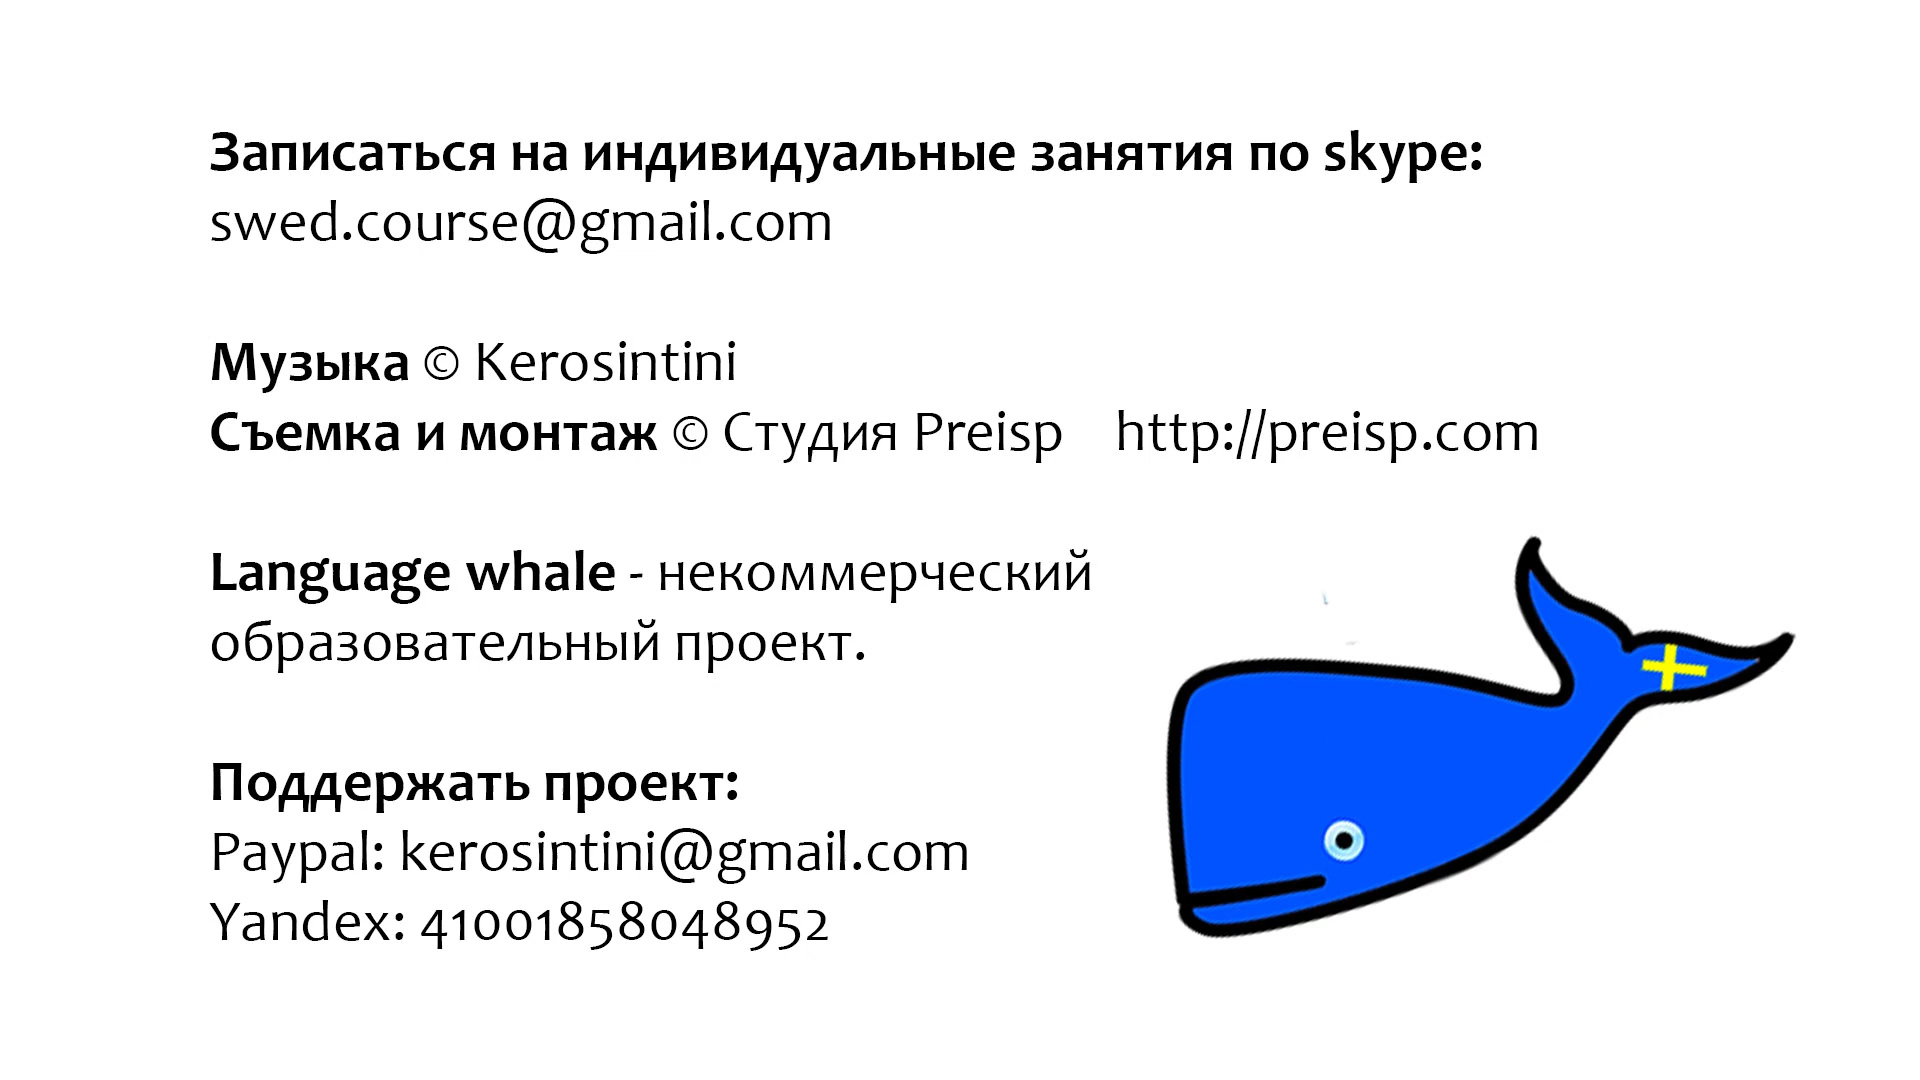 Записаться на индивидуальные занятия по skype:
swed.course@gmail.com
Музыка © Kerosintini
Съемка и монтаж © Студия Preisp http://preisp.com
Language whale - некоммерческий
образовательный проект.
Поддержать проект:
Paypal: kerosintini@gmail.com
Yandex: 41001858048952